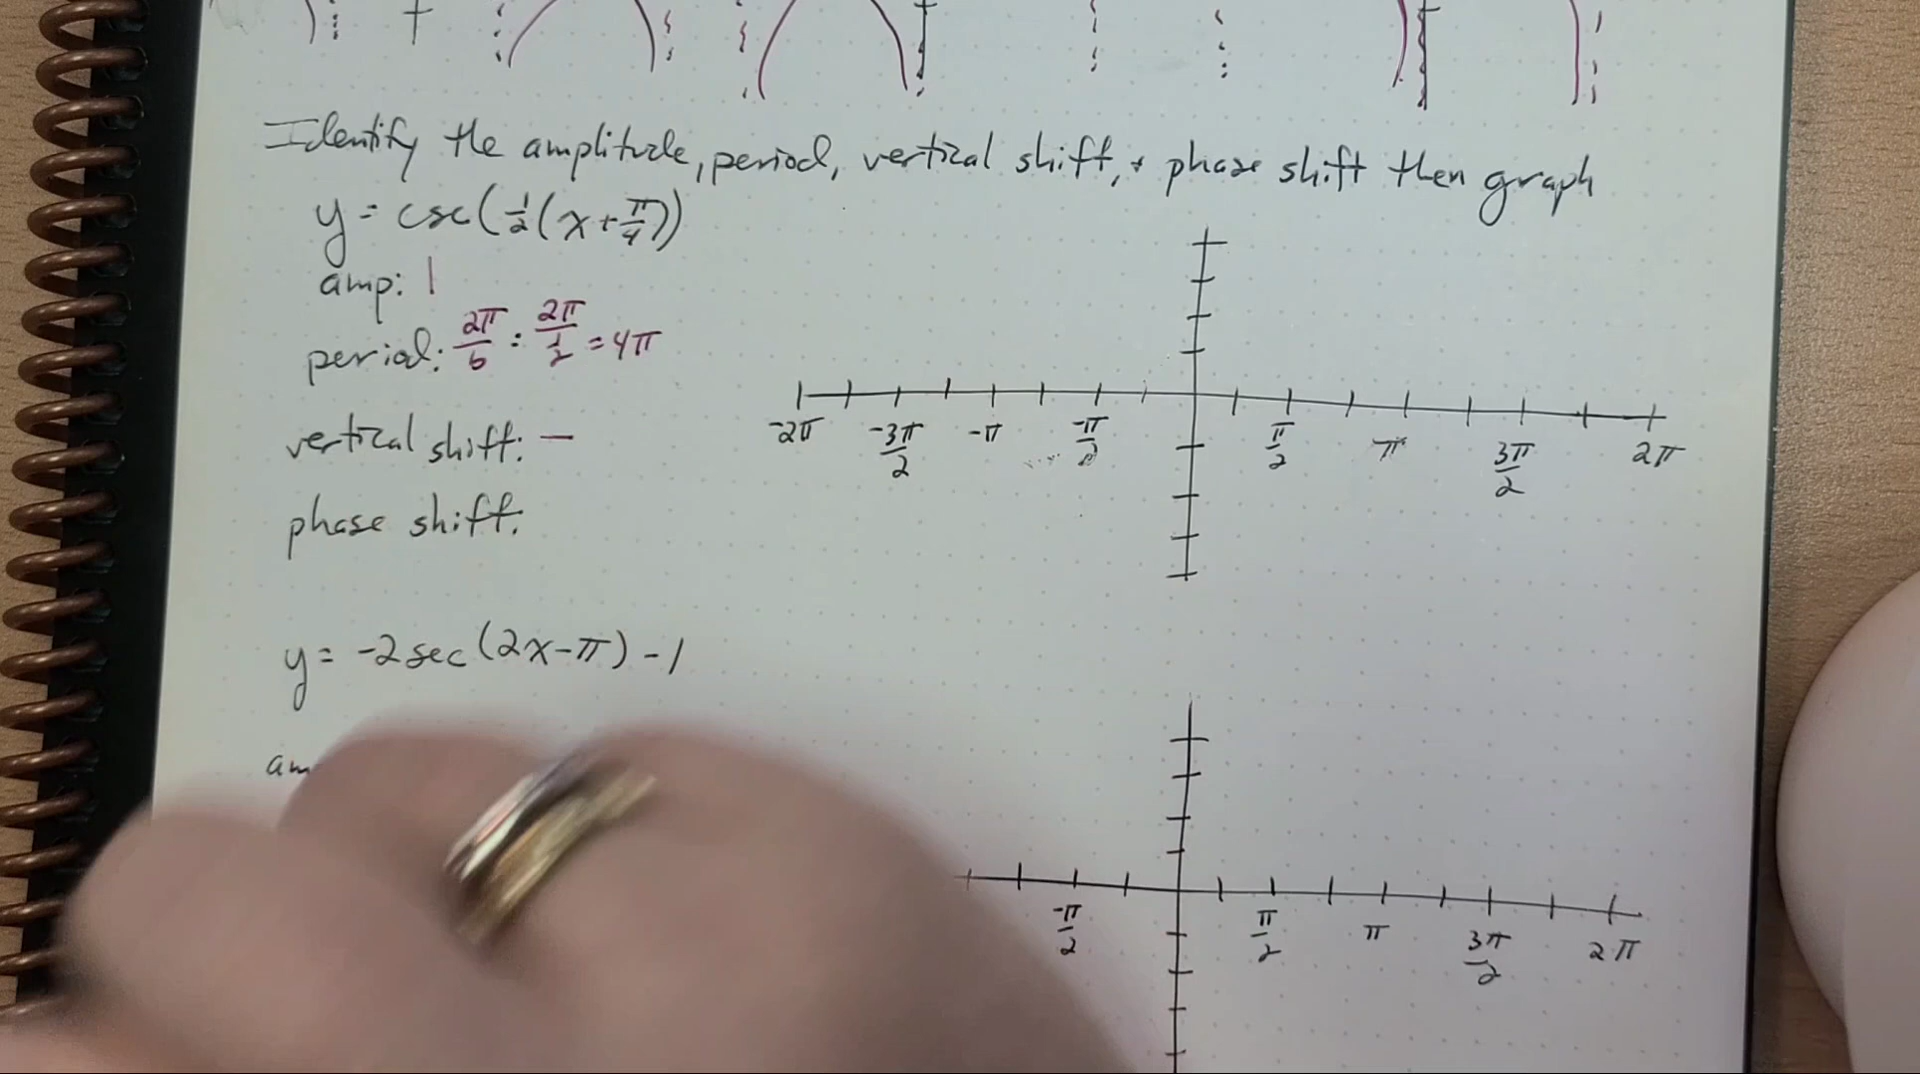 Identify the amplitude, period, vertical shift, + phase shift then graph
y = csc(1/2(x+π/4))
amp: 1
period: 2π/b : 2π/(1/2) = 4π
vertical shift: —
phase shift:
-2π -3π/2 -π -π/2 π/2 π 3π/2 2π
y = -2sec(2x-π) -1
-π/2 π/2 π 3π/2 2π